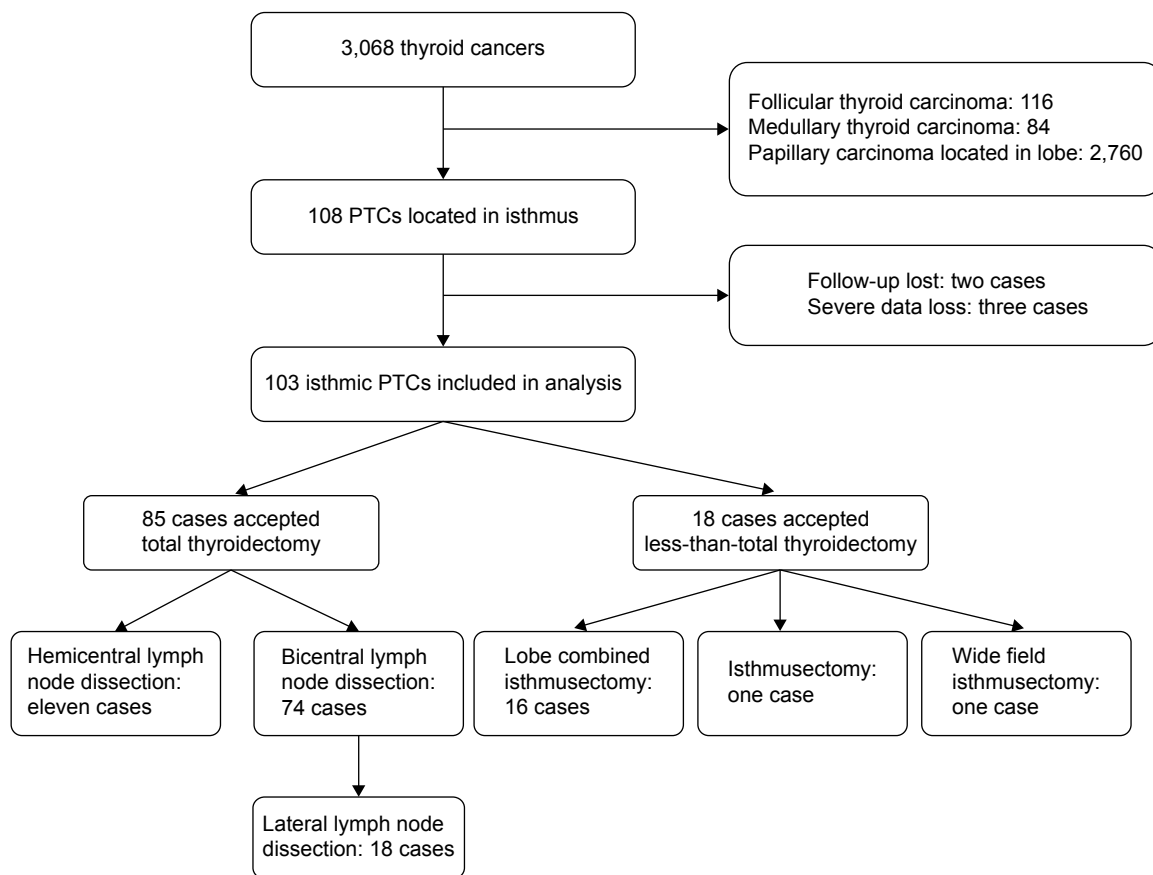 3,068 thyroid cancers
Follicular thyroid carcinoma: 116
Medullary thyroid carcinoma: 84
Papillary carcinoma located in lobe: 2,760
108 PTCs located in isthmus
Follow-up lost: two cases
Severe data loss: three cases
103 isthmic PTCs included in analysis
85 cases accepted
total thyroidectomy
18 cases accepted
less-than-total thyroidectomy
Hemicentral lymph
node dissection:
eleven cases
Bicentral lymph
node dissection:
74 cases
Lobe combined
isthmusectomy:
16 cases
Isthmusectomy:
one case
Wide field
isthmusectomy:
one case
Lateral lymph node
dissection: 18 cases